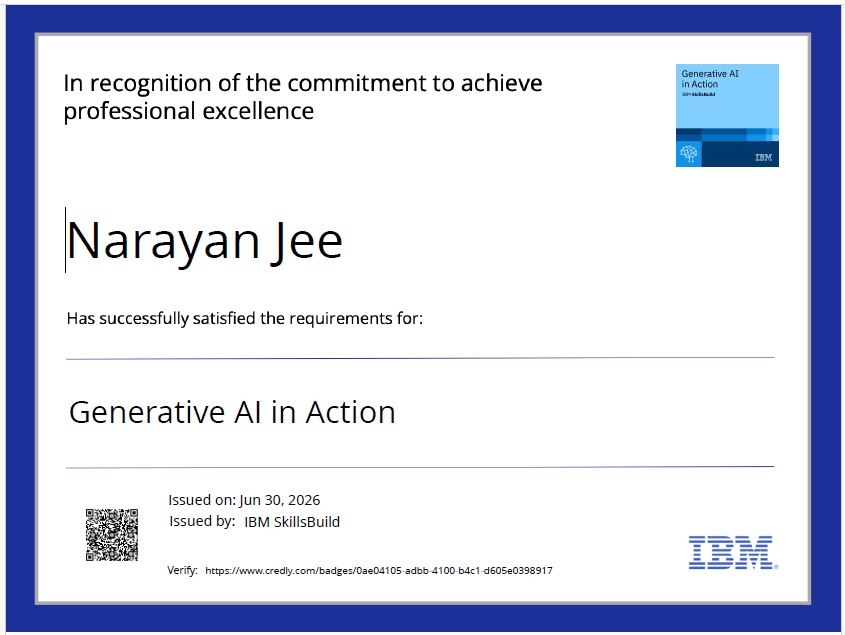 In recognition of the commitment to achieve
professional excellence
Generative AI
in Action
IBM SkillsBuild
IBM
Narayan Jee
Has successfully satisfied the requirements for:
Generative AI in Action
Issued on: Jun 30, 2026
Issued by: IBM SkillsBuild
Verify: https://www.credly.com/badges/0ae04105-adbb-4100-b4c1-d605e0398917
IBM®